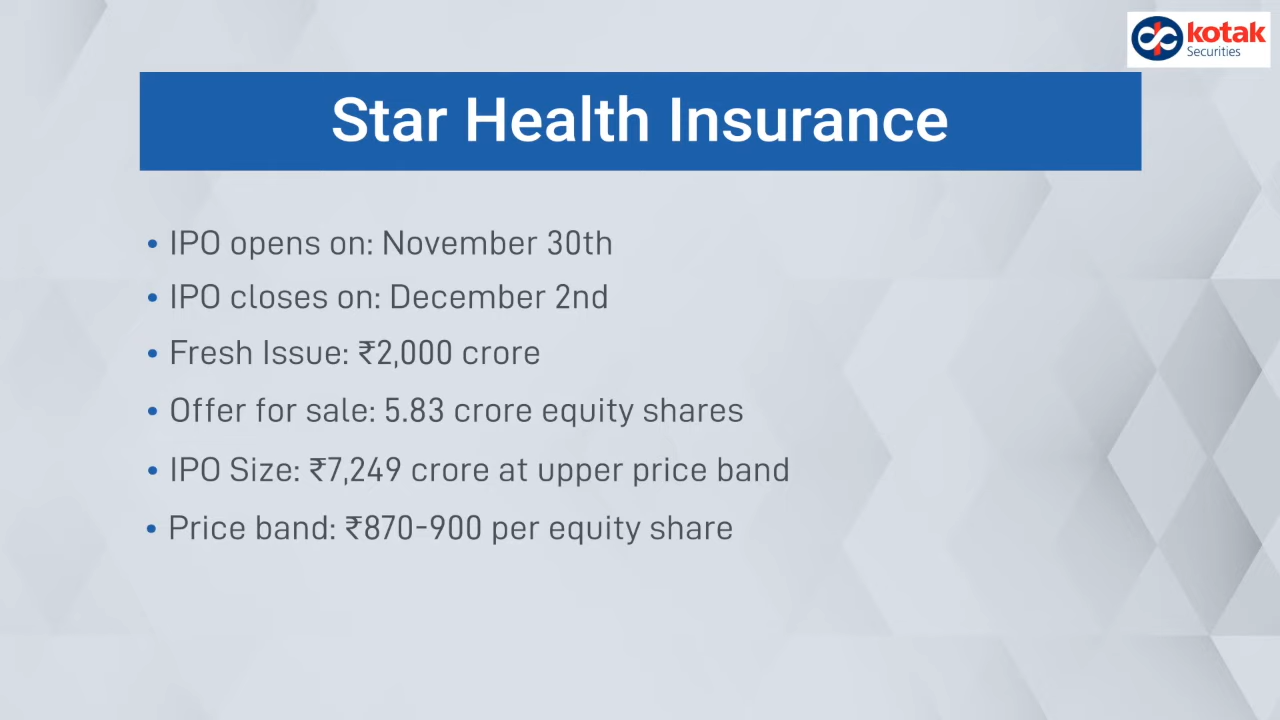 kotak
Securities
Star Health Insurance
• IPO opens on: November 30th
• IPO closes on: December 2nd
• Fresh Issue: ₹2,000 crore
• Offer for sale: 5.83 crore equity shares
• IPO Size: ₹7,249 crore at upper price band
• Price band: ₹870-900 per equity share